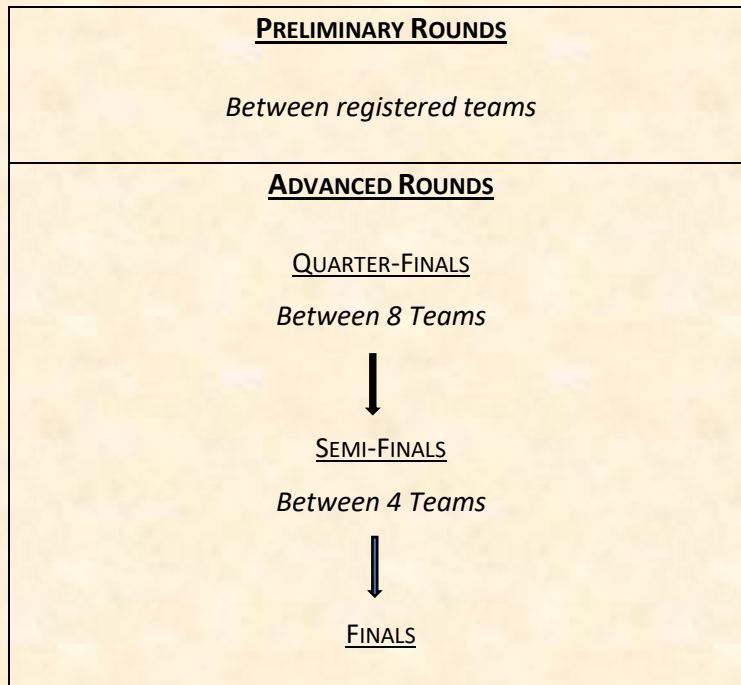 PRELIMINARY ROUNDS
Between registered teams
ADVANCED ROUNDS
QUARTER-FINALS
Between 8 Teams
SEMI-FINALS
Between 4 Teams
FINALS